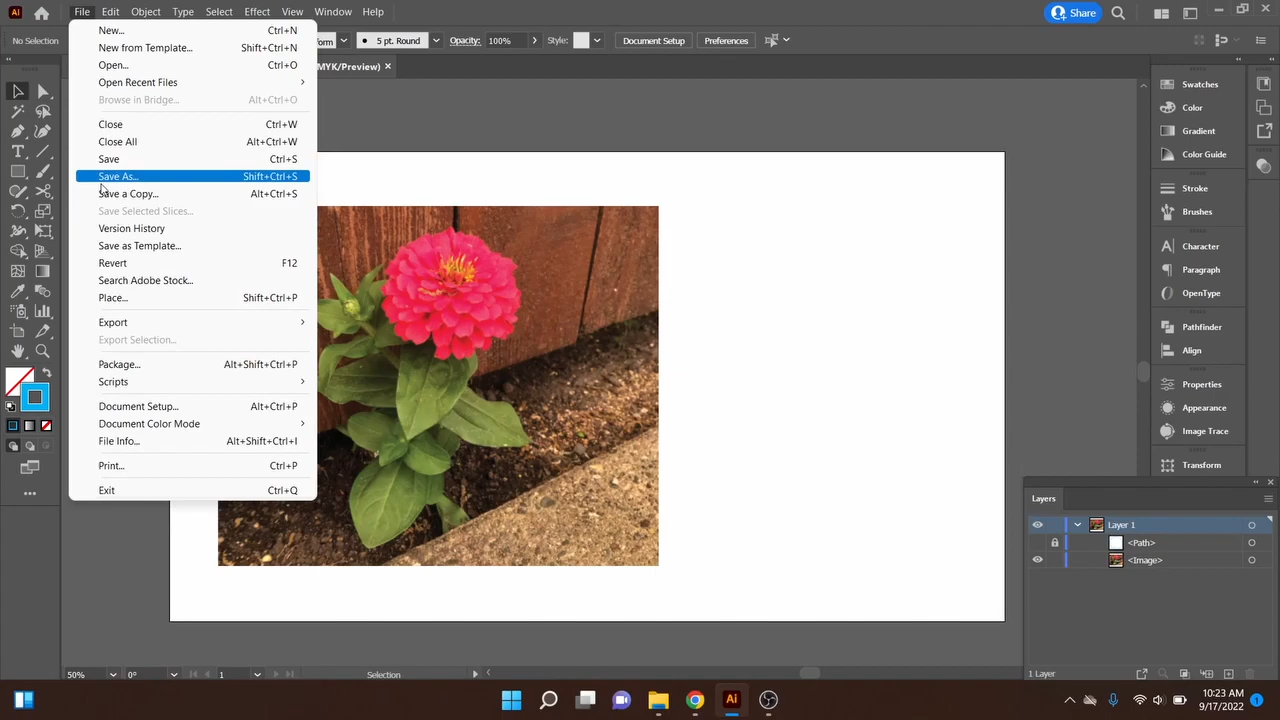 Ai File Edit Object Type Select Effect View Window Help Share
No Selection 5 pt. Round Opacity: 100% Style: Document Setup Preferences
MYK/Preview) ×
New... Ctrl+N
New from Template... Shift+Ctrl+N
Open... Ctrl+O
Open Recent Files
Browse in Bridge... Alt+Ctrl+O
Close Ctrl+W
Close All Alt+Ctrl+W
Save Ctrl+S
Save As... Shift+Ctrl+S
Save a Copy... Alt+Ctrl+S
Save Selected Slices...
Version History
Save as Template...
Revert F12
Search Adobe Stock...
Place... Shift+Ctrl+P
Export
Export Selection...
Package... Alt+Shift+Ctrl+P
Scripts
Document Setup... Alt+Ctrl+P
Document Color Mode
File Info... Alt+Shift+Ctrl+I
Print... Ctrl+P
Exit Ctrl+Q
Swatches
Color
Gradient
Color Guide
Stroke
Brushes
Character
Paragraph
OpenType
Pathfinder
Align
Properties
Appearance
Image Trace
Transform
Layers
Layer 1
<Path>
<Image>
1 Layer
50% 0° 1 Selection
Ai
10:23 AM
9/17/2022
1